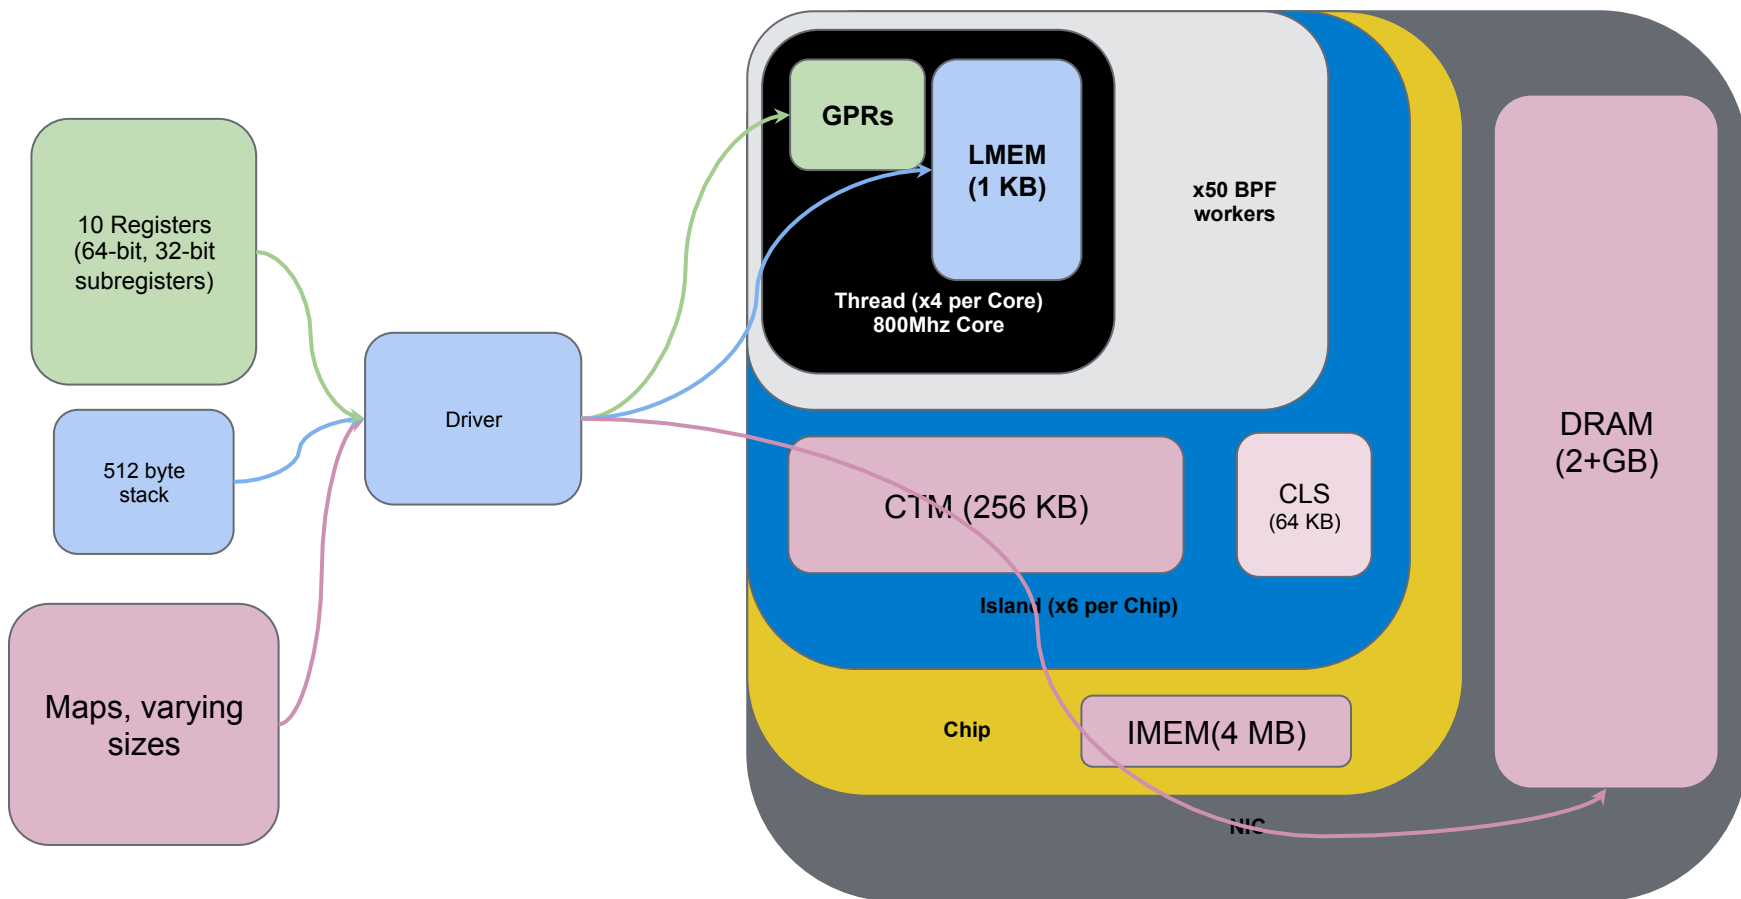 10 Registers
(64-bit, 32-bit
subregisters)
512 byte
stack
Maps, varying
sizes
Driver
GPRs
LMEM
(1 KB)
Thread (x4 per Core)
800Mhz Core
x50 BPF
workers
CTM (256 KB)
CLS
(64 KB)
Island (x6 per Chip)
Chip
IMEM(4 MB)
NIC
DRAM
(2+GB)